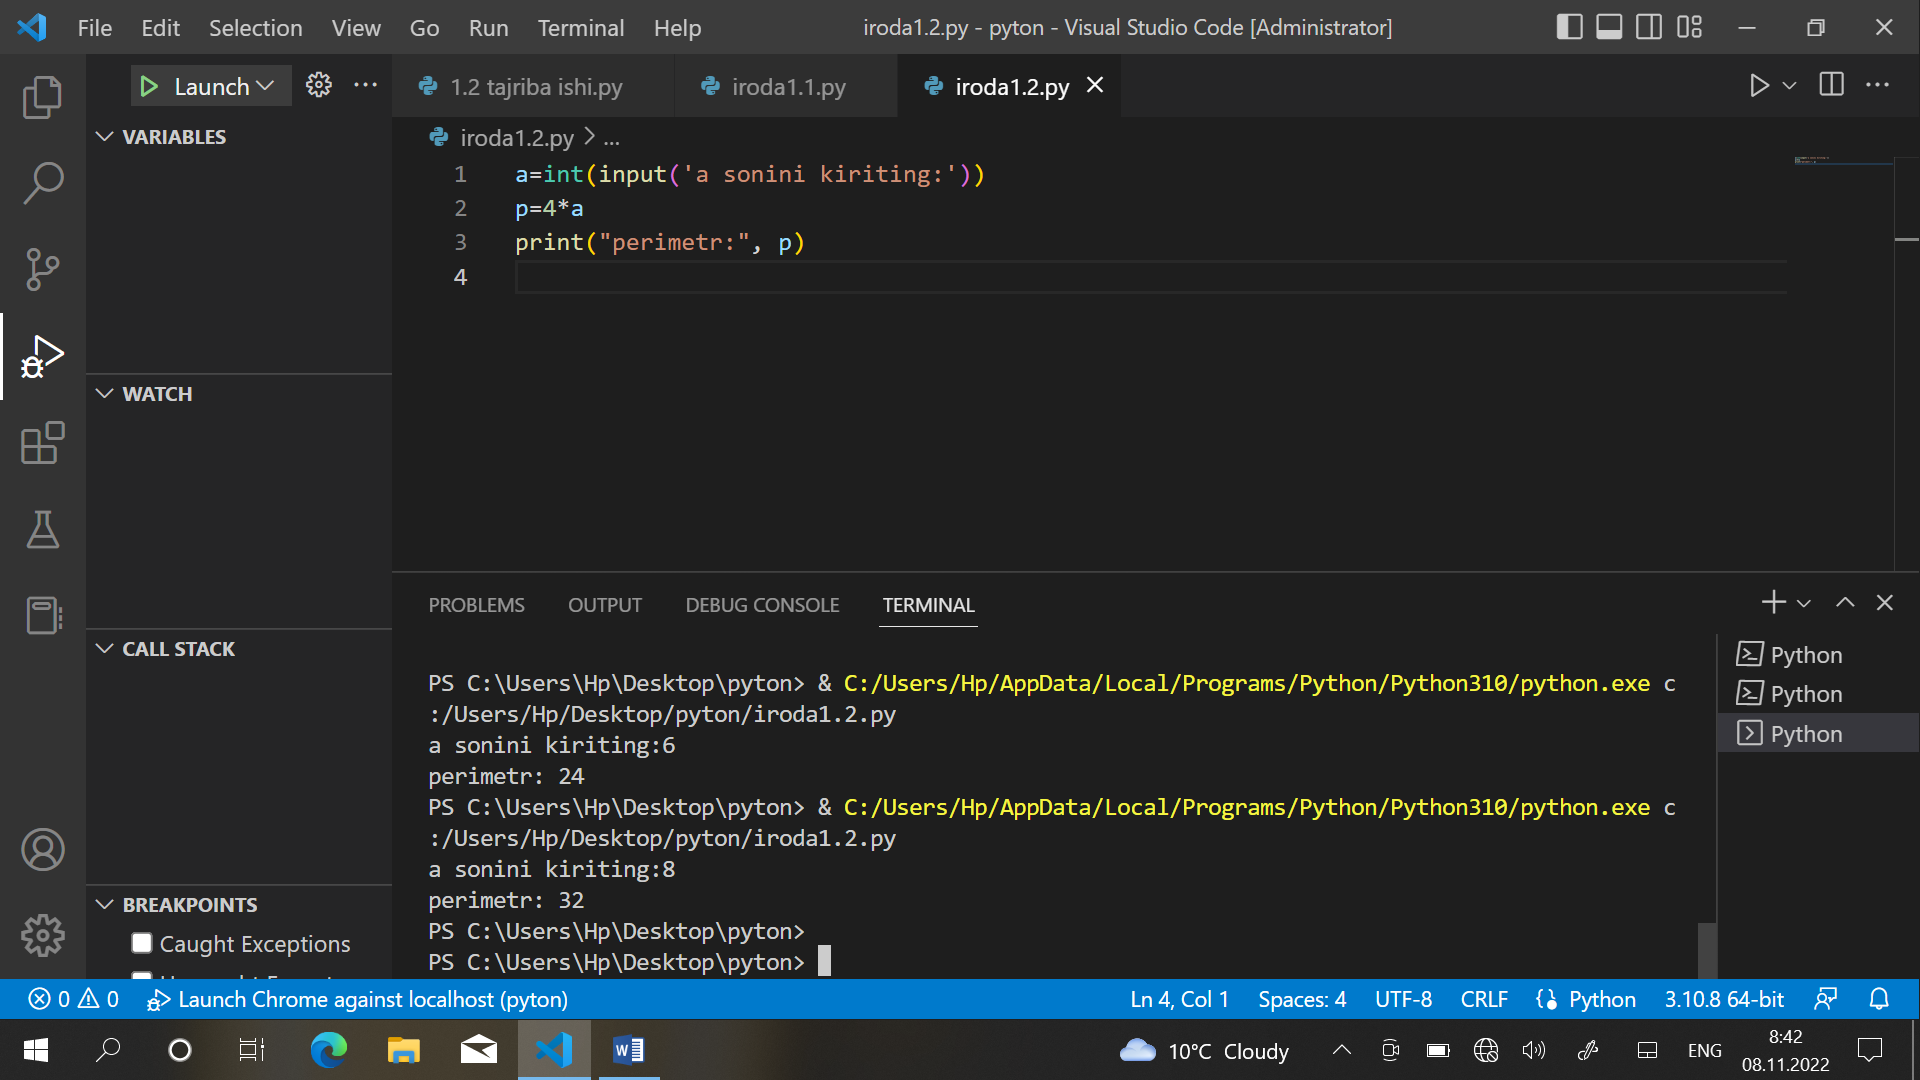 File Edit Selection View Go Run Terminal Help
iroda1.2.py - pyton - Visual Studio Code [Administrator]
Launch
1.2 tajriba ishi.py
iroda1.1.py
iroda1.2.py
VARIABLES
WATCH
CALL STACK
BREAKPOINTS
Caught Exceptions
iroda1.2.py > ...
1 a=int(input('a sonini kiriting:'))
2 p=4*a
3 print("perimetr:", p)
4
PROBLEMS OUTPUT DEBUG CONSOLE TERMINAL
PS C:\Users\Hp\Desktop\pyton> & C:/Users/Hp/AppData/Local/Programs/Python/Python310/python.exe c
:/Users/Hp/Desktop/pyton/iroda1.2.py
a sonini kiriting:6
perimetr: 24
PS C:\Users\Hp\Desktop\pyton> & C:/Users/Hp/AppData/Local/Programs/Python/Python310/python.exe c
:/Users/Hp/Desktop/pyton/iroda1.2.py
a sonini kiriting:8
perimetr: 32
PS C:\Users\Hp\Desktop\pyton>
PS C:\Users\Hp\Desktop\pyton>
Python
Python
Python
0 0 Launch Chrome against localhost (pyton)
Ln 4, Col 1 Spaces: 4 UTF-8 CRLF Python 3.10.8 64-bit
10°C Cloudy
ENG
8:42
08.11.2022